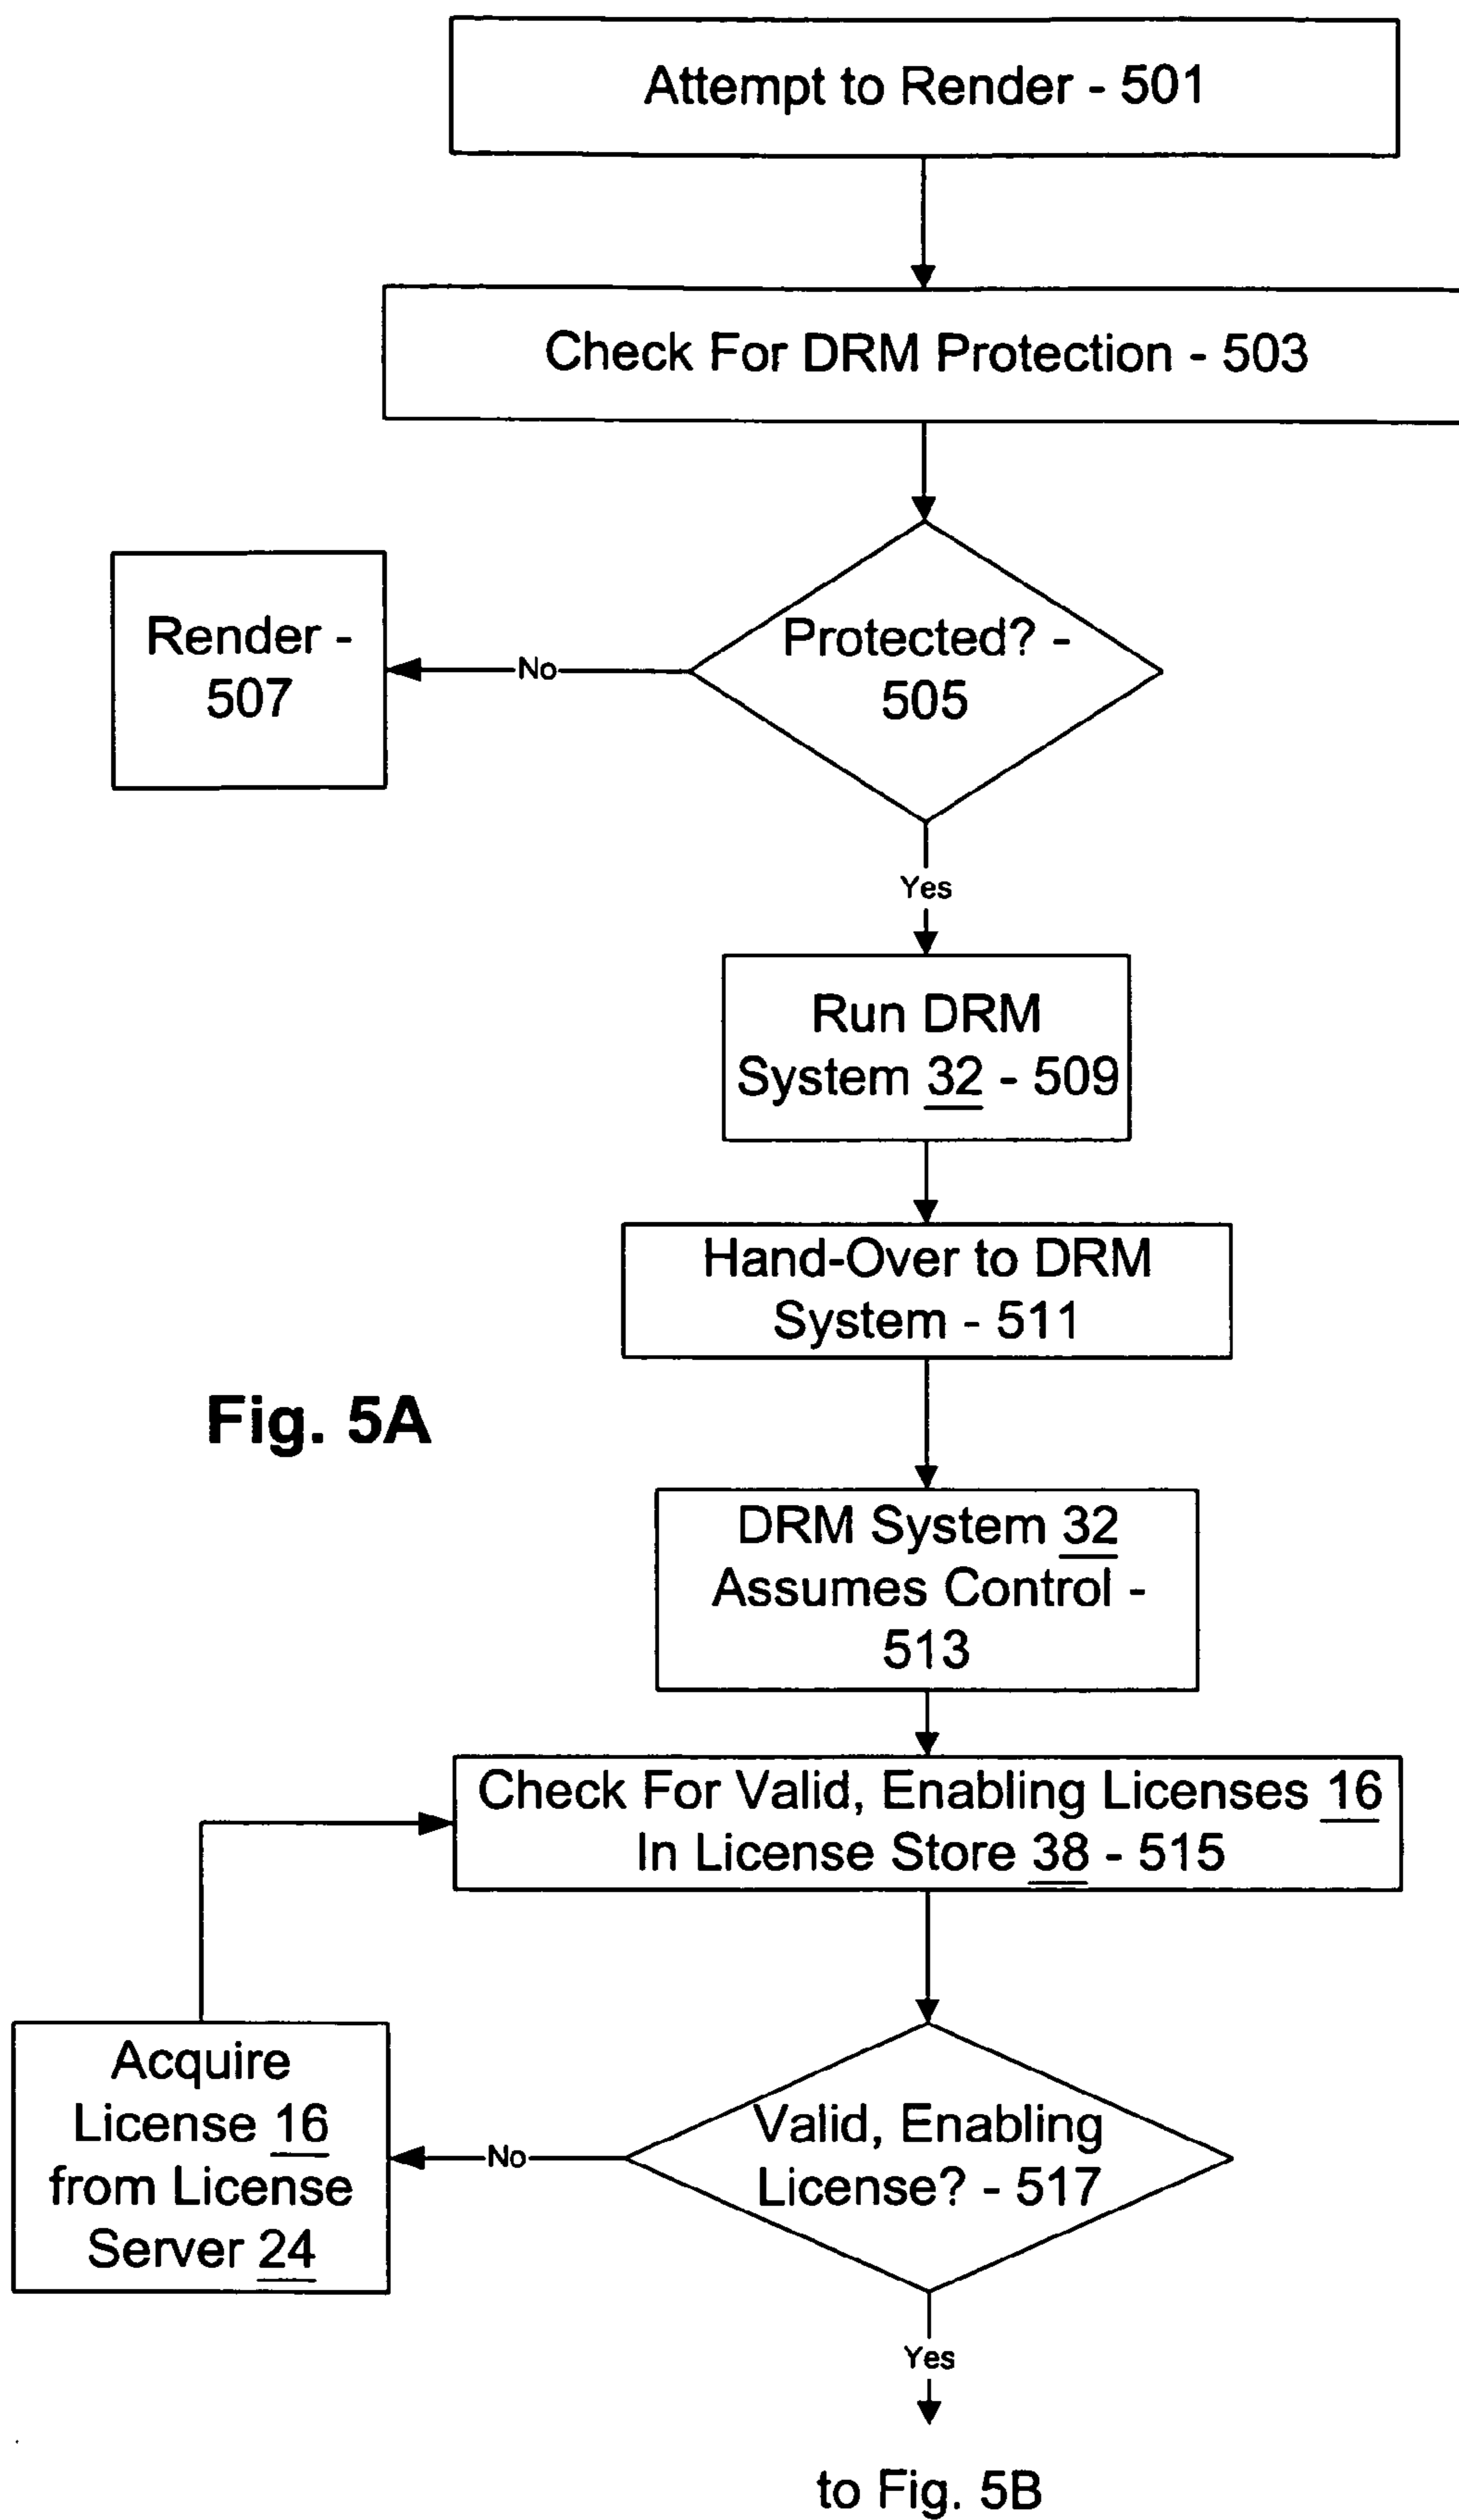 Attempt to Render - 501
Check For DRM Protection - 503
Protected? -
505
No
Render -
507
Yes
Run DRM
System 32 - 509
Hand-Over to DRM
System - 511
Fig. 5A
DRM System 32
Assumes Control -
513
Check For Valid, Enabling Licenses 16
In License Store 38 - 515
Valid, Enabling
License? - 517
No
Acquire
License 16
from License
Server 24
Yes
to Fig. 5B